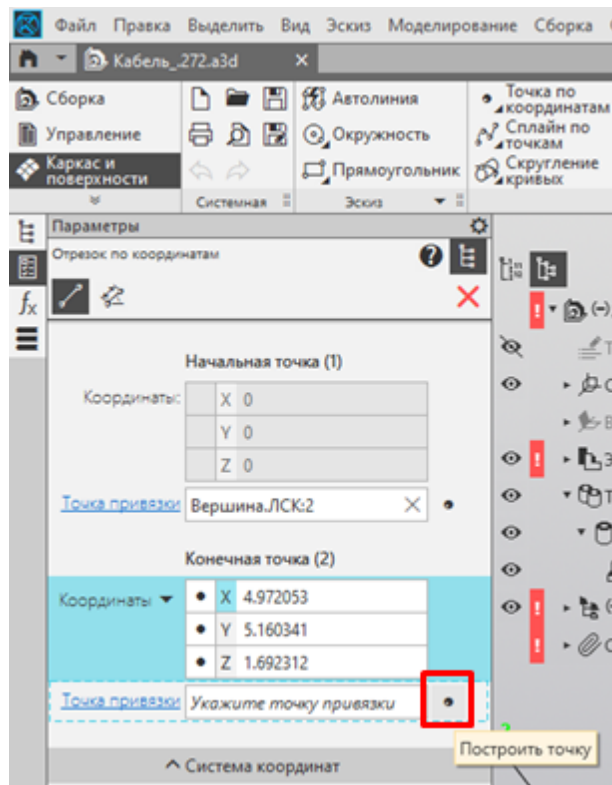 Файл Правка Выделить Вид Эскиз Моделирование Сборка
Кабель_272.a3d
Сборка
Управление
Каркас и
поверхности
Системная
Автолиния
Окружность
Прямоугольник
Эскиз
Точка по
координатам
Сплайн по
точкам
Скругление
кривых
Параметры
Отрезок по координатам
Начальная точка (1)
Координаты:
X 0
Y 0
Z 0
Точка привязки Вершина.ЛСК:2
Конечная точка (2)
Координаты
X 4.972053
Y 5.160341
Z 1.692312
Точка привязки Укажите точку привязки
Построить точку
Система координат